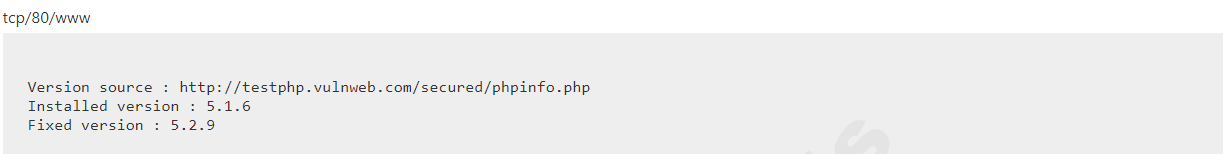 tcp/80/www
Version source : http://testphp.vulnweb.com/secured/phpinfo.php
Installed version : 5.1.6
Fixed version : 5.2.9